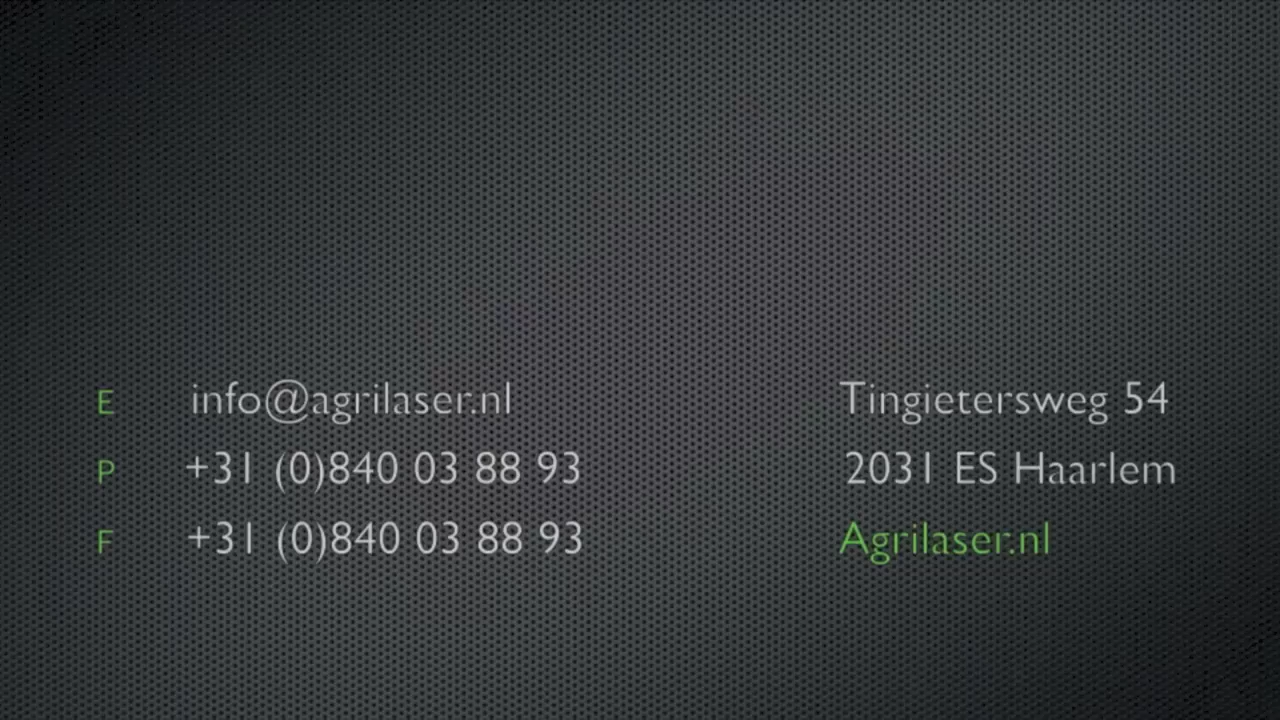 E info@agrilaser.nl
P +31 (0)840 03 88 93
F +31 (0)840 03 88 93
Tingietersweg 54
2031 ES Haarlem
Agrilaser.nl